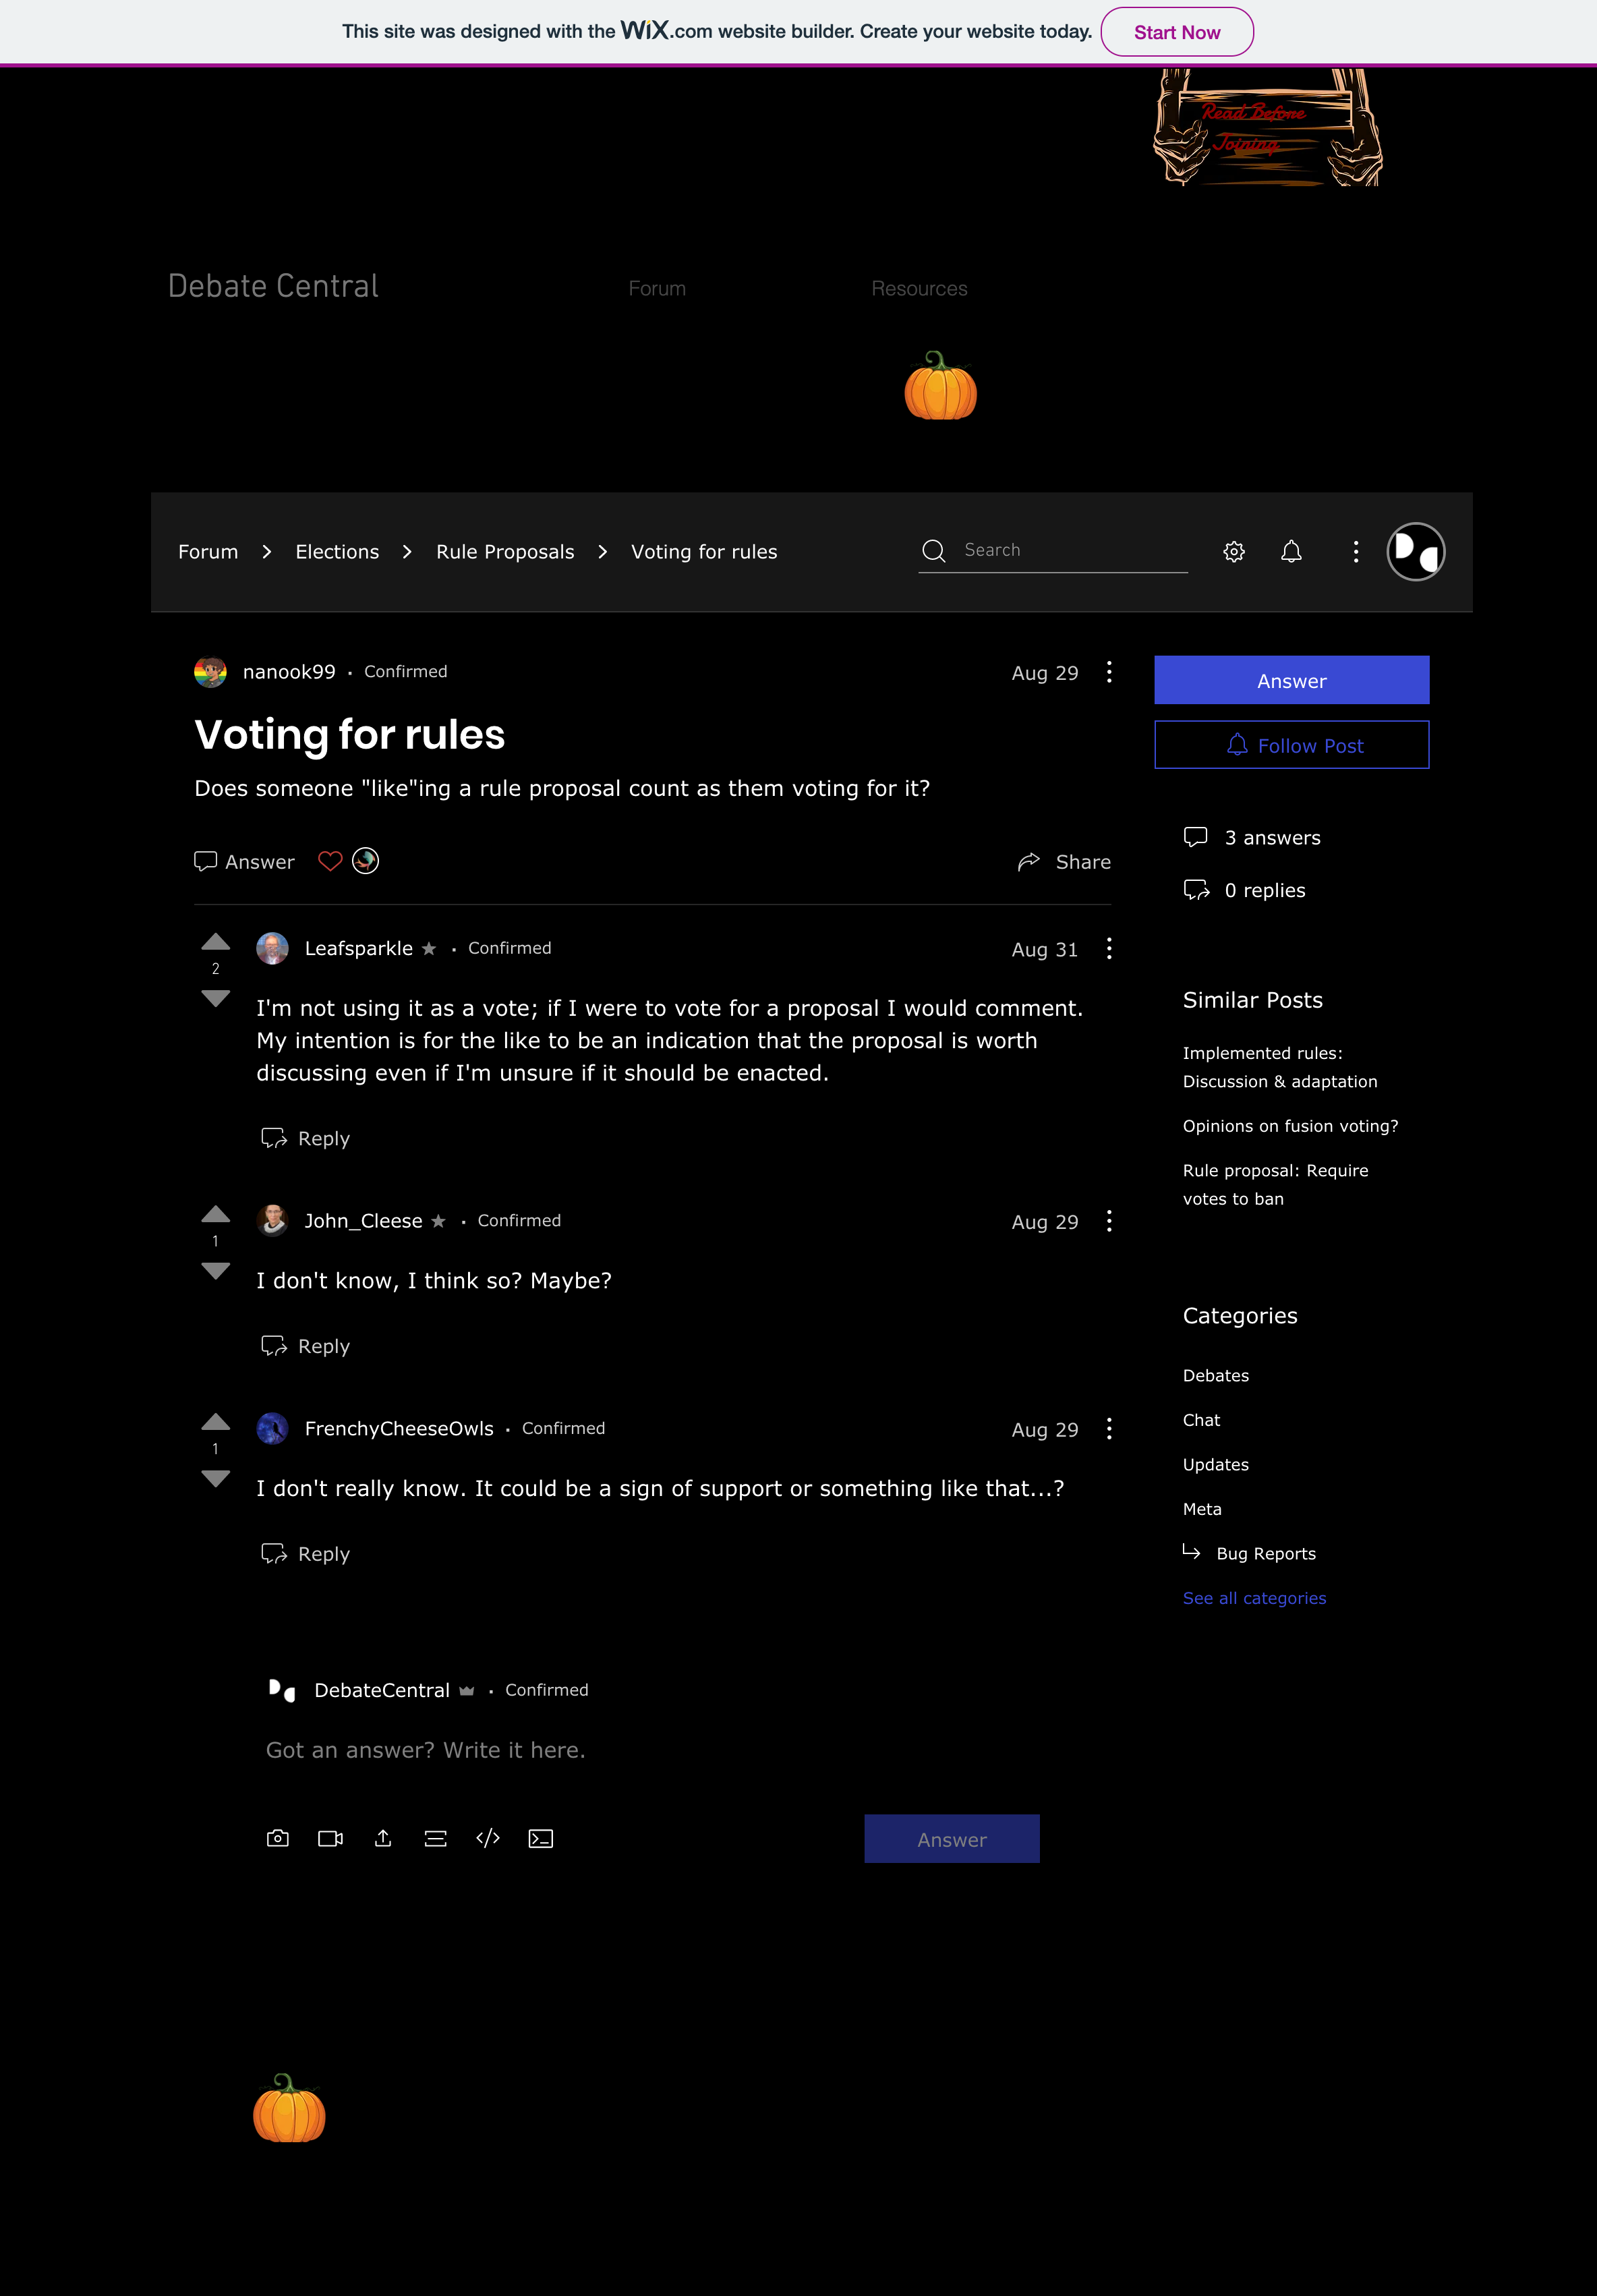 This site was designed with the WiX.com website builder. Create your website today. Start Now
Read Before
Joining
Debate Central
Forum
Resources
Forum > Elections > Rule Proposals > Voting for rules
Search
nanook99 · Confirmed
Aug 29
Voting for rules
Does someone "like"ing a rule proposal count as them voting for it?
Answer
Share
Answer
Follow Post
3 answers
0 replies
2
Leafsparkle · Confirmed
Aug 31
I'm not using it as a vote; if I were to vote for a proposal I would comment.
My intention is for the like to be an indication that the proposal is worth
discussing even if I'm unsure if it should be enacted.
Reply
1
John_Cleese · Confirmed
Aug 29
I don't know, I think so? Maybe?
Reply
1
FrenchyCheeseOwls · Confirmed
Aug 29
I don't really know. It could be a sign of support or something like that...?
Reply
Similar Posts
Implemented rules:
Discussion & adaptation
Opinions on fusion voting?
Rule proposal: Require
votes to ban
Categories
Debates
Chat
Updates
Meta
Bug Reports
See all categories
DebateCentral · Confirmed
Got an answer? Write it here.
Answer